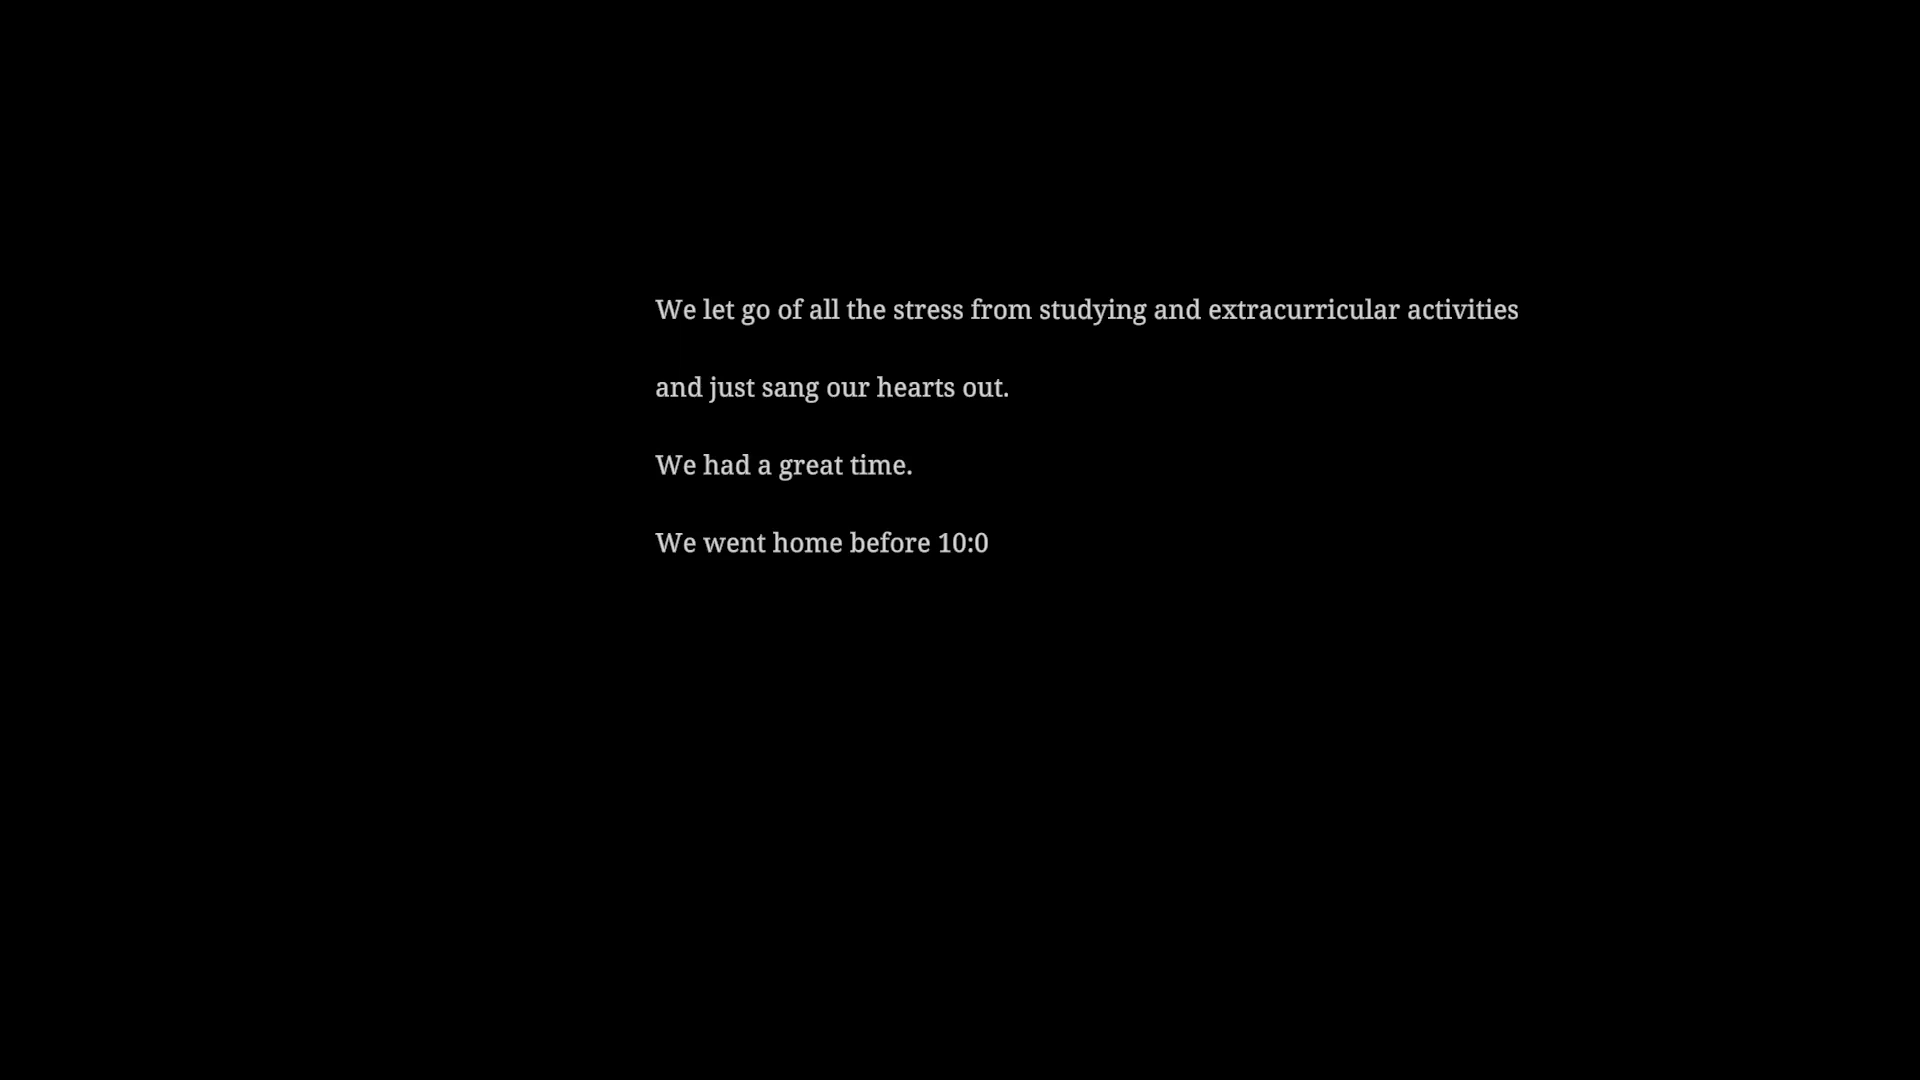 We let go of all the stress from studying and extracurricular activities
and just sang our hearts out.
We had a great time.
We went home before 10:0